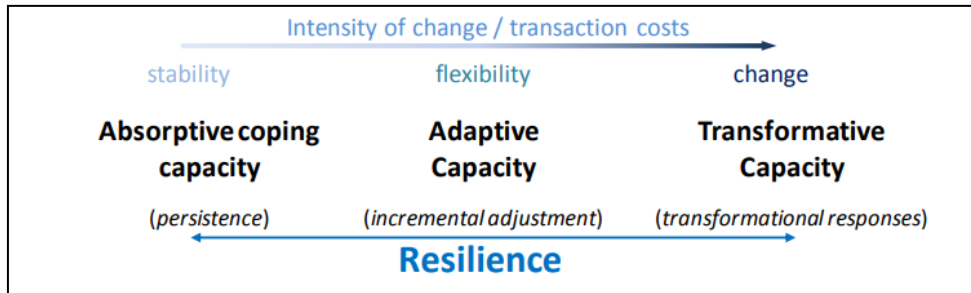 Intensity of change / transaction costs
stability flexibility change
Absorptive coping capacity Adaptive Capacity Transformative Capacity
(persistence) (incremental adjustment) (transformational responses)
Resilience